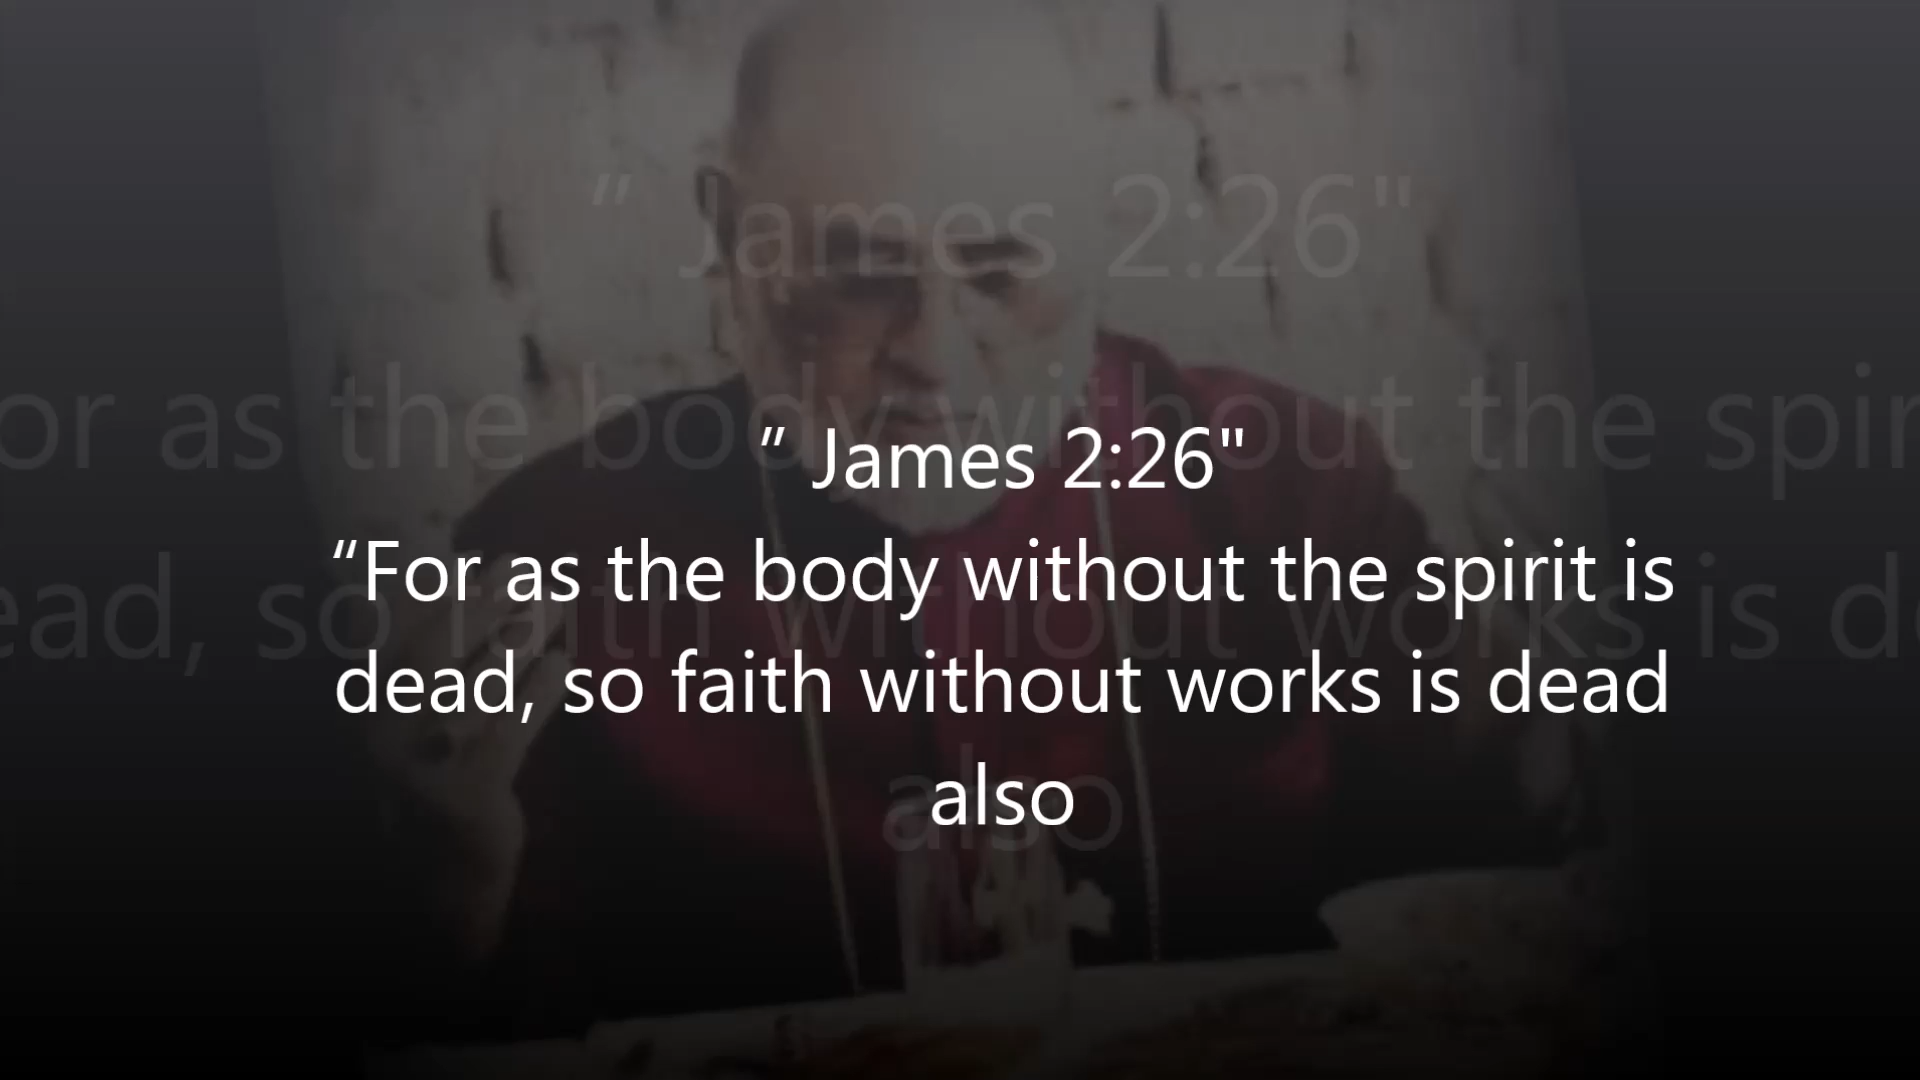 “ James 2:26"
“For as the body without the spirit is
dead, so faith without works is dead
also